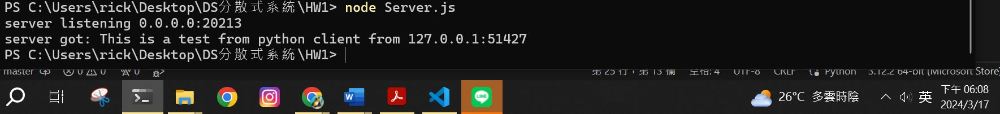 PS C:\Users\rick\Desktop\DS分散式系統\HW1> node Server.js
server listening 0.0.0.0:20213
server got: This is a test from python client from 127.0.0.1:51427
PS C:\Users\rick\Desktop\DS分散式系統\HW1>
master 0 0 0 第 25 行，第 13 欄 空格: 4 UTF-8 CRLF Python 3.12.2 64-bit (Microsoft Store)
W LINE 26°C 多雲時陰 英 下午 06:08
2024/3/17